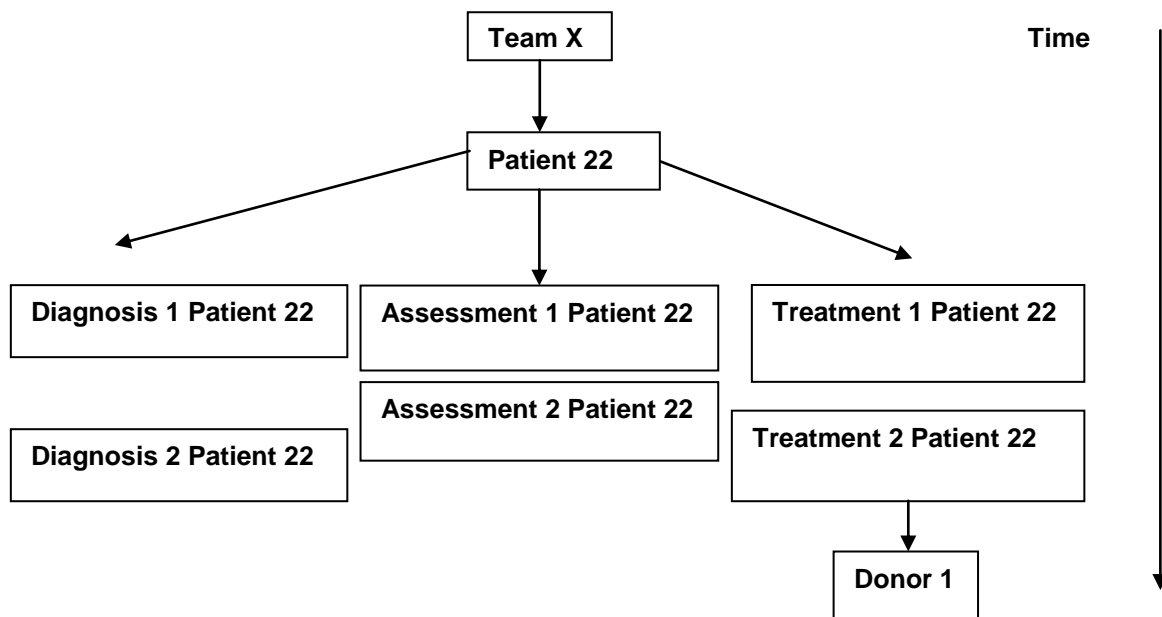 Team X
Time
Patient 22
Diagnosis 1 Patient 22
Assessment 1 Patient 22
Treatment 1 Patient 22
Assessment 2 Patient 22
Treatment 2 Patient 22
Diagnosis 2 Patient 22
Donor 1